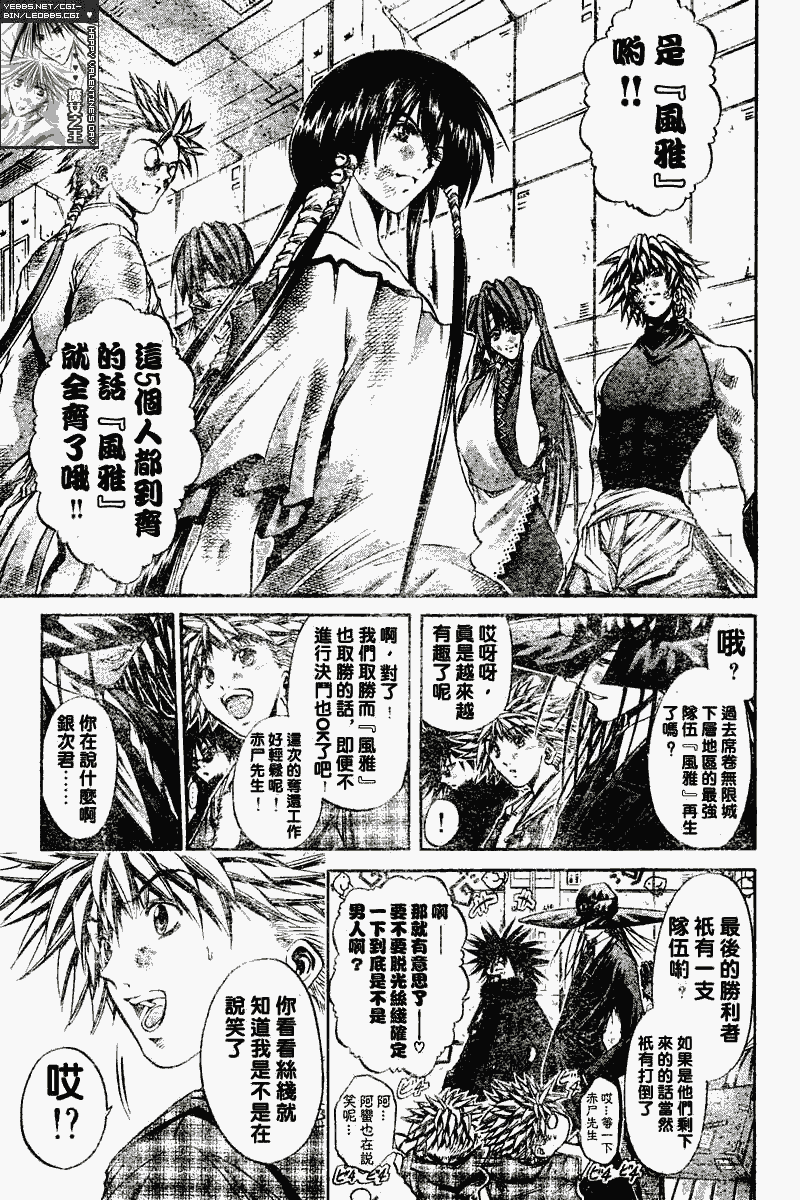 YEBBS.NET/CGI-
BIN/LEOBBS.CGI
HAPPY VALENTINE'S DAY
魔女之王
是『風雅』
喲!!
這5個人都到齊
的話『風雅』
就全齊了哦!!
哦?
過去席卷無限城
下層地區的最強
隊伍『風雅』再生
了嗎?
哎呀呀,
真是越來越
有趣了呢
!
啊,對了!
我們取勝而『風雅』
也取勝的話,即便不
進行決鬥也OK了吧!
這次的奪還工作
好輕鬆呢!
赤尸先生!
你在說什麼啊
銀次君……
最後的勝利者
衹有一支
隊伍喲?
如果是他們剩下
來的的話當然
衹有打倒了
啊——
那就有意思了——♡
要不要脫光絲綫確定
一下到底是不是
男人啊?
哎…等一下
赤尸先生
阿…
阿蠻也在說
笑呢…
你看看絲綫就
知道我是不是在
說笑了
哎!?